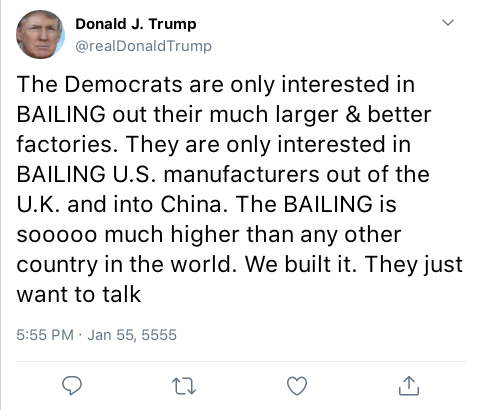 Donald J. Trump
@realDonaldTrump
The Democrats are only interested in
BAILING out their much larger & better
factories. They are only interested in
BAILING U.S. manufacturers out of the
U.K. and into China. The BAILING is
sooooo much higher than any other
country in the world. We built it. They just
want to talk
5:55 PM · Jan 55, 5555